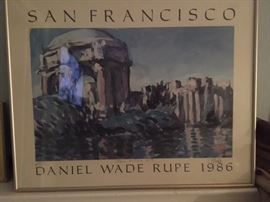 SAN FRANCISCO
DANIEL WADE RUPE 1986